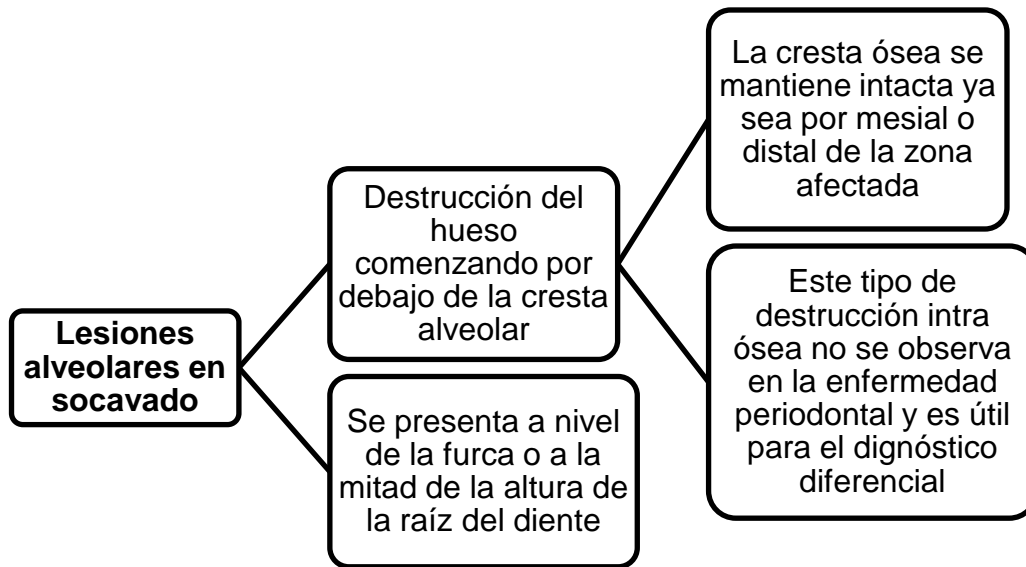 Lesiones
alveolares en
socavado
Destrucción del
hueso
comenzando por
debajo de la cresta
alveolar
La cresta ósea se
mantiene intacta ya
sea por mesial o
distal de la zona
afectada
Este tipo de
destrucción intra
ósea no se observa
en la enfermedad
periodontal y es útil
para el dignóstico
diferencial
Se presenta a nivel
de la furca o a la
mitad de la altura de
la raíz del diente